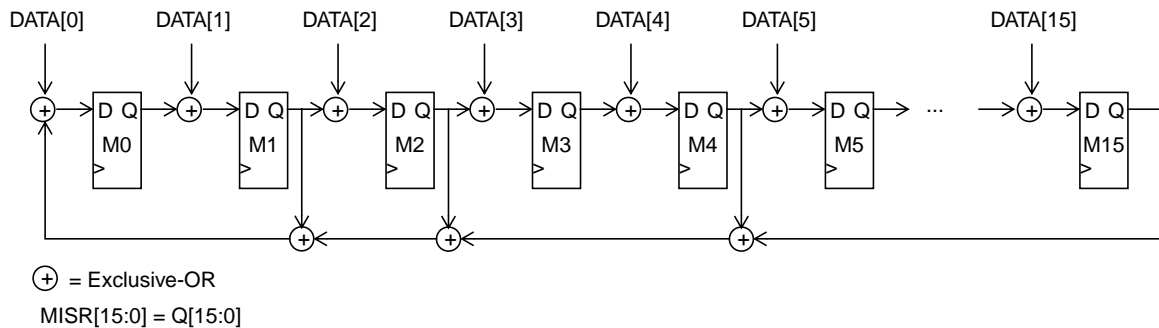 DATA[0] DATA[1] DATA[2] DATA[3] DATA[4] DATA[5] DATA[15]
+ + + + + + ... +
D Q D Q D Q D Q D Q D Q D Q
M0 M1 M2 M3 M4 M5 M15
+ + +
+ = Exclusive-OR
MISR[15:0] = Q[15:0]